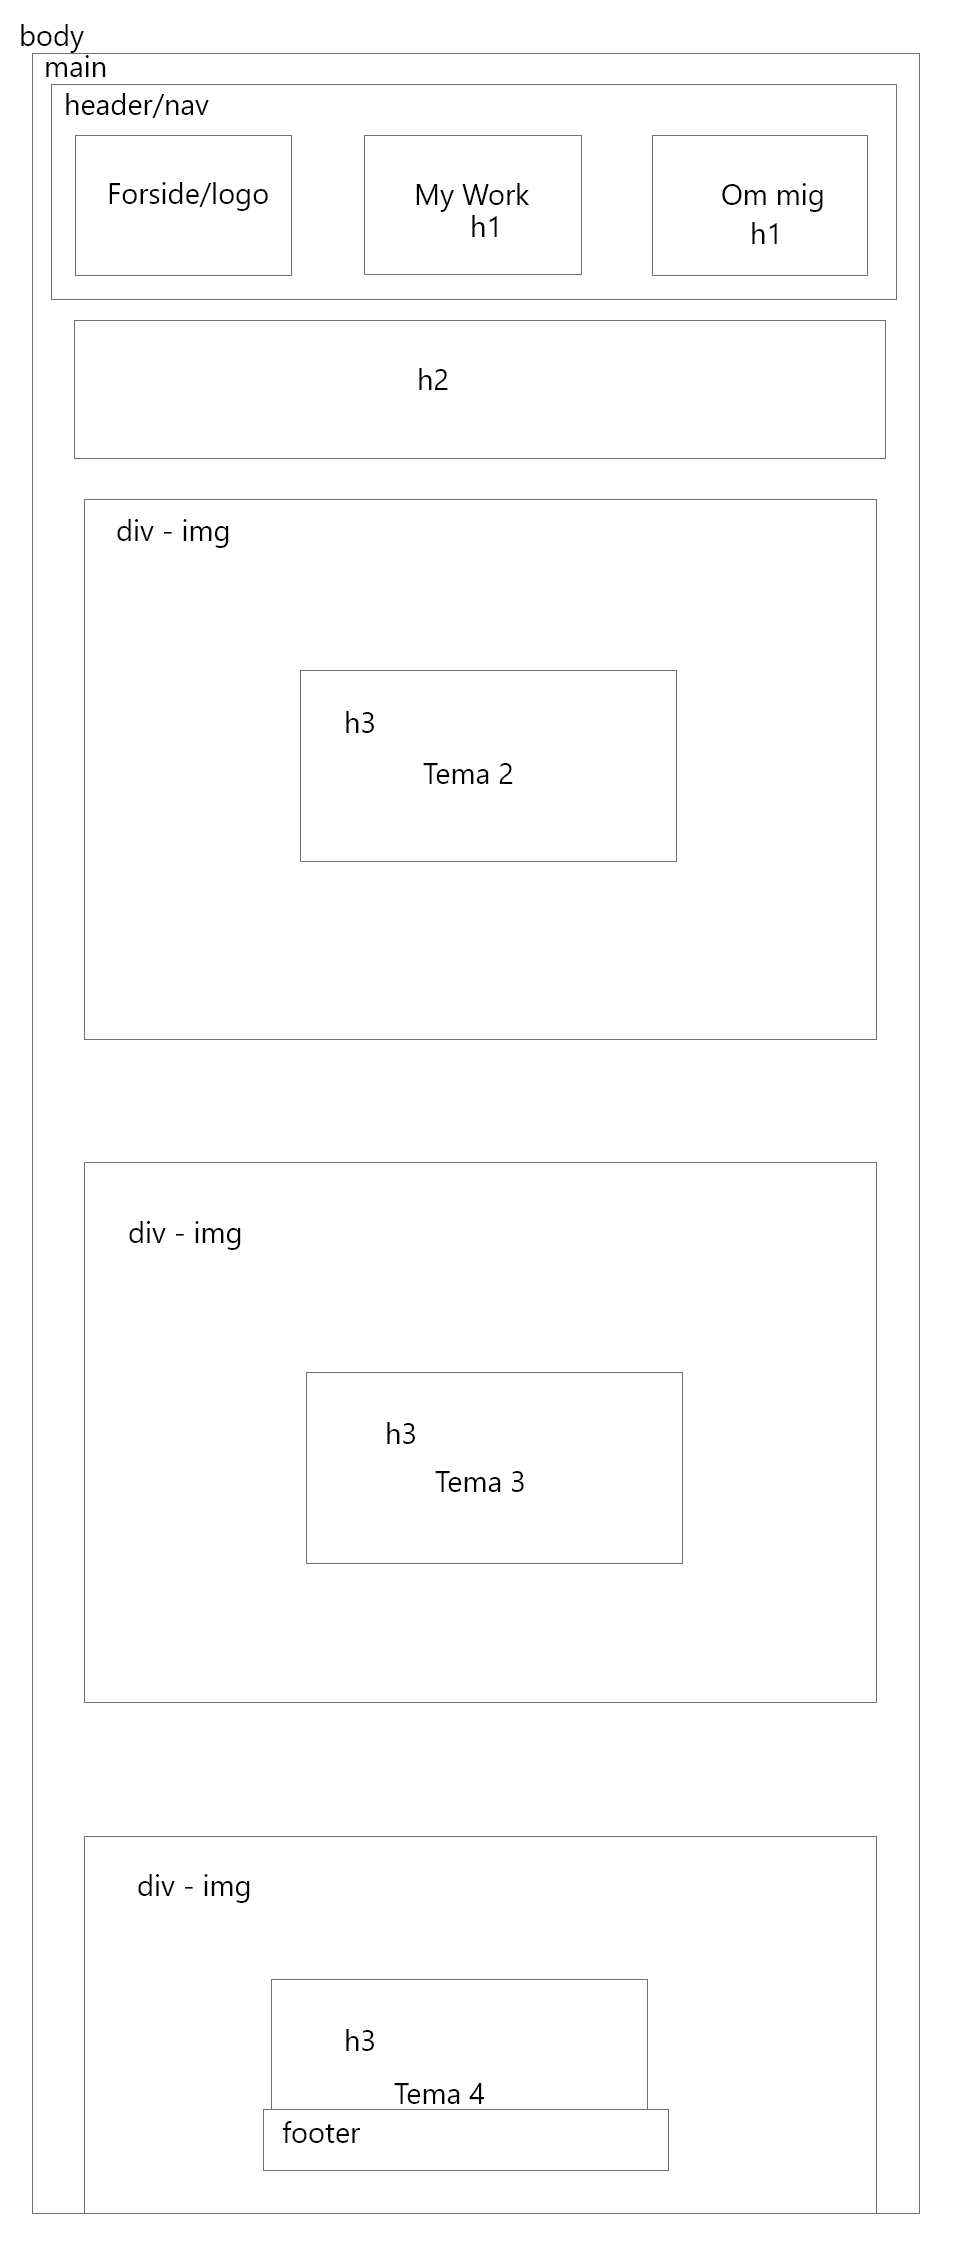 body
main
header/nav
Forside/logo
My Work
h1
Om mig
h1
h2
div - img
h3
Tema 2
div - img
h3
Tema 3
div - img
h3
Tema 4
footer